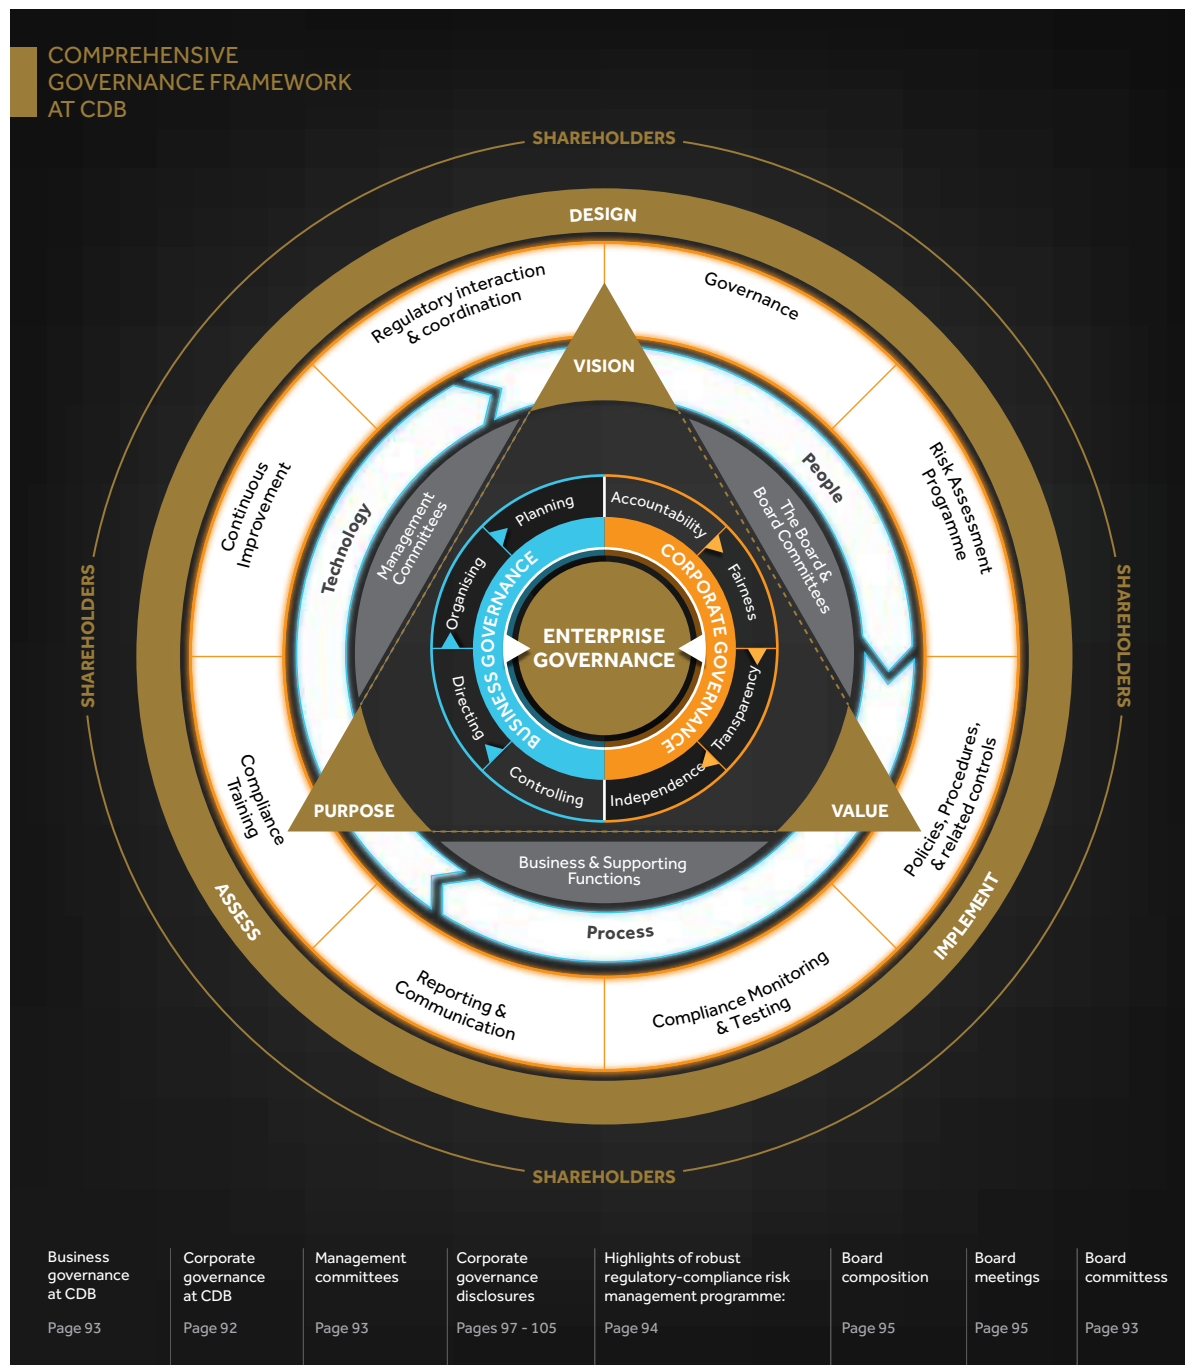 COMPREHENSIVE
GOVERNANCE FRAMEWORK
AT CDB
SHAREHOLDERS
DESIGN
Regulatory interaction
& coordination
Governance
VISION
Continuous
Improvement
Technology
Management
Committees
People
The Board &
Board Committees
Risk Assessment
Programme
Planning
Accountability
Organising
Fairness
BUSINESS GOVERNANCE
CORPORATE GOVERNANCE
ENTERPRISE
GOVERNANCE
SHAREHOLDERS
SHAREHOLDERS
Directing
Transparency
Controlling
Independence
Compliance
Training
PURPOSE
VALUE
Policies, Procedures,
& related controls
Business & Supporting
Functions
ASSESS
IMPLEMENT
Process
Reporting &
Communication
Compliance Monitoring
& Testing
SHAREHOLDERS
Business
governance
at CDB
Page 93
Corporate
governance
at CDB
Page 92
Management
committees
Page 93
Corporate
governance
disclosures
Pages 97 - 105
Highlights of robust
regulatory-compliance risk
management programme:
Page 94
Board
composition
Page 95
Board
meetings
Page 95
Board
committess
Page 93